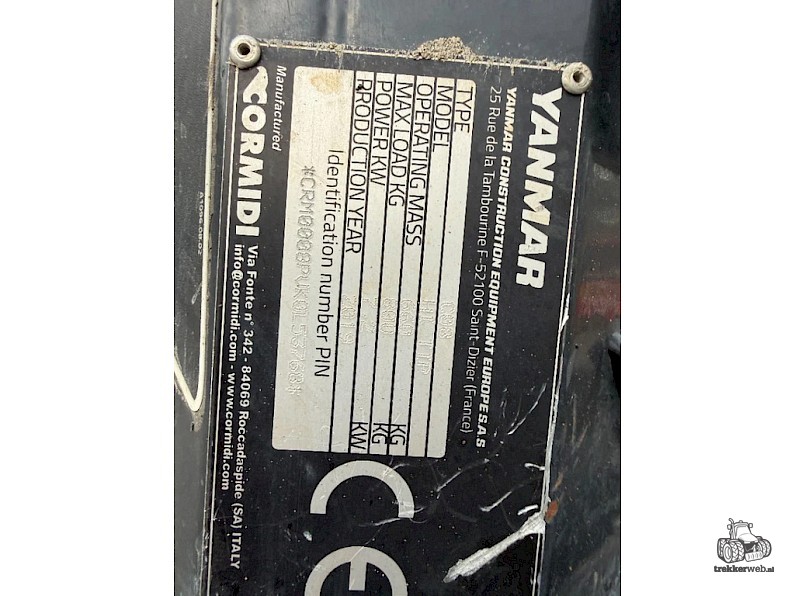 YANMAR
YANMAR CONSTRUCTION EQUIPMENT EUROPE S.A.S
25 Rue de la Tambourine F-52100 Saint-Dizier (France)
TYPE
MODEL
OPERATING MASS KG
MAX LOAD KG KG
POWER KW KW
PRODUCTION YEAR
Identification number PIN
Manufactured
CORMIDI
Via Fonte n° 342 - 84069 Roccadaspide (SA) ITALY
info@cormidi.com - www.cormidi.com
CE
trekkerweb.nl